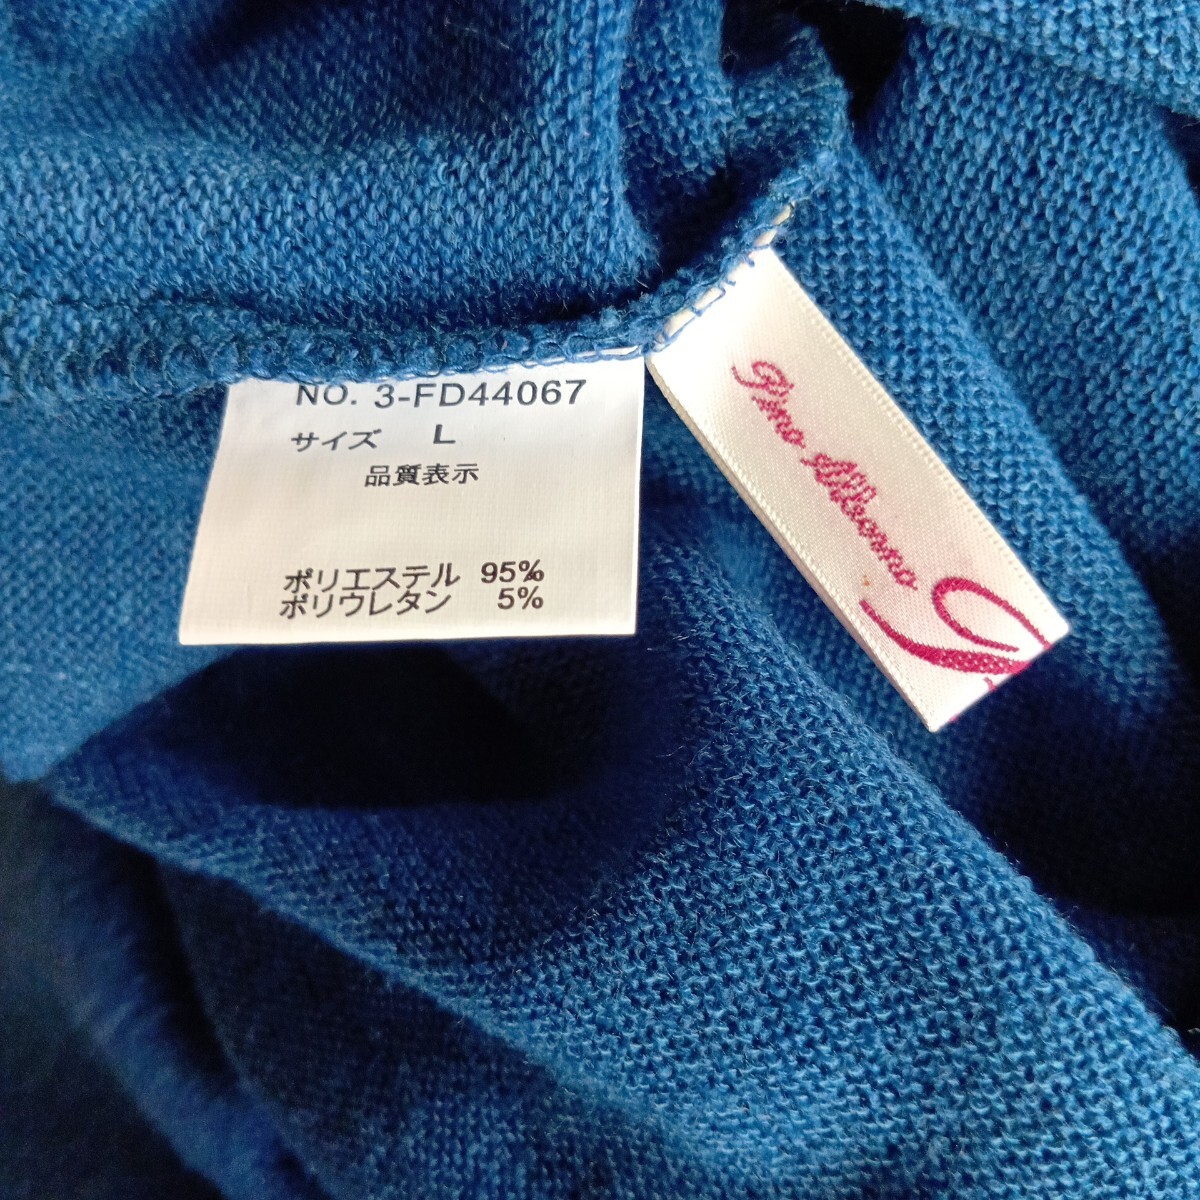 NO. 3-FD44067
サイズ L
品質表示
ポリエステル 95%
ポリウレタン 5%
Pino